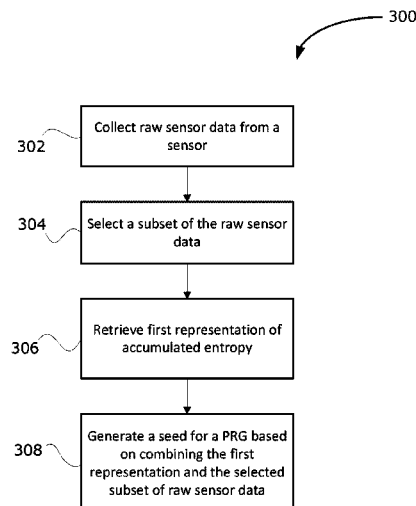 300
302
Collect raw sensor data from a
sensor
304
Select a subset of the raw sensor
data
306
Retrieve first representation of
accumulated entropy
308
Generate a seed for a PRG based
on combining the first
representation and the selected
subset of raw sensor data